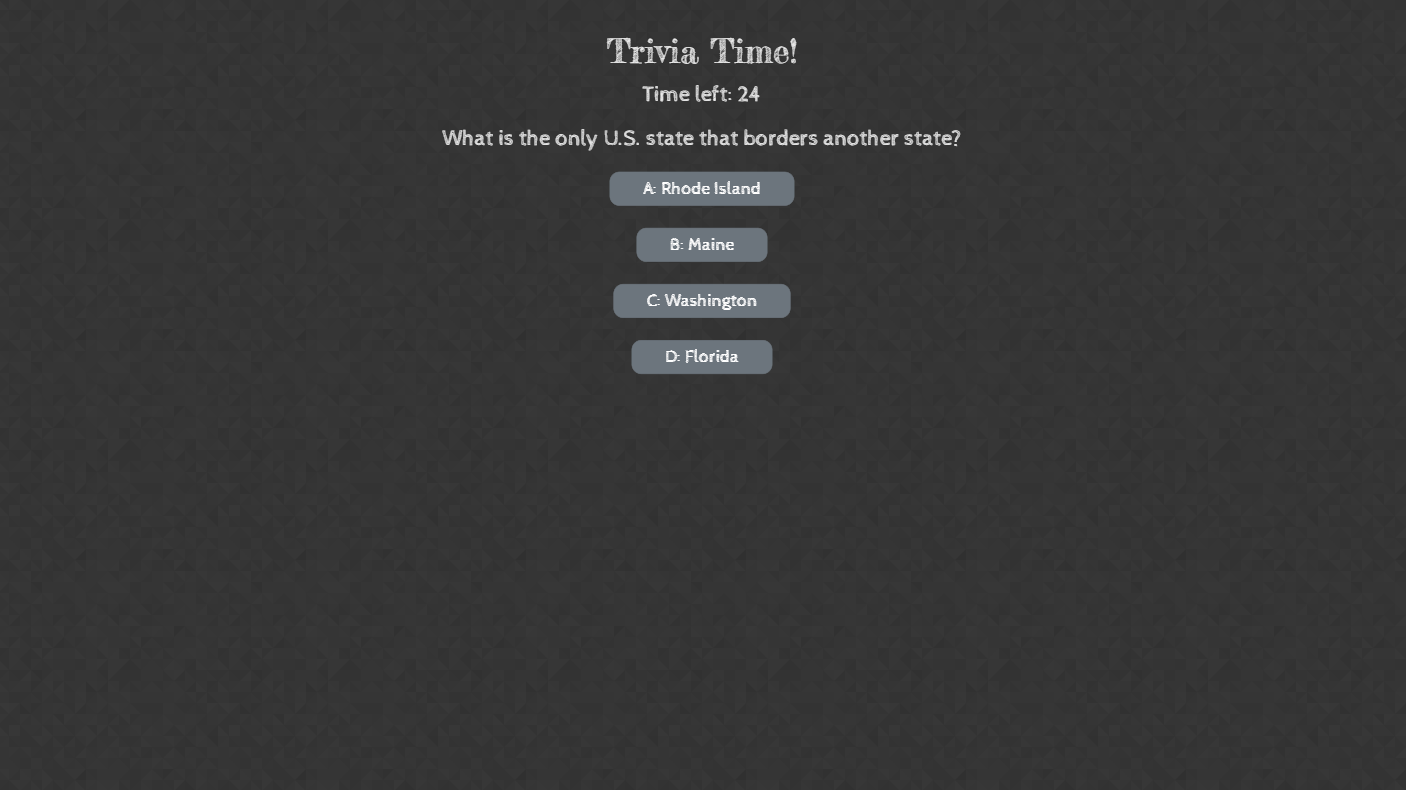 Trivia Time!
Time left: 24
What is the only U.S. state that borders another state?
A: Rhode Island
B: Maine
C: Washington
D: Florida